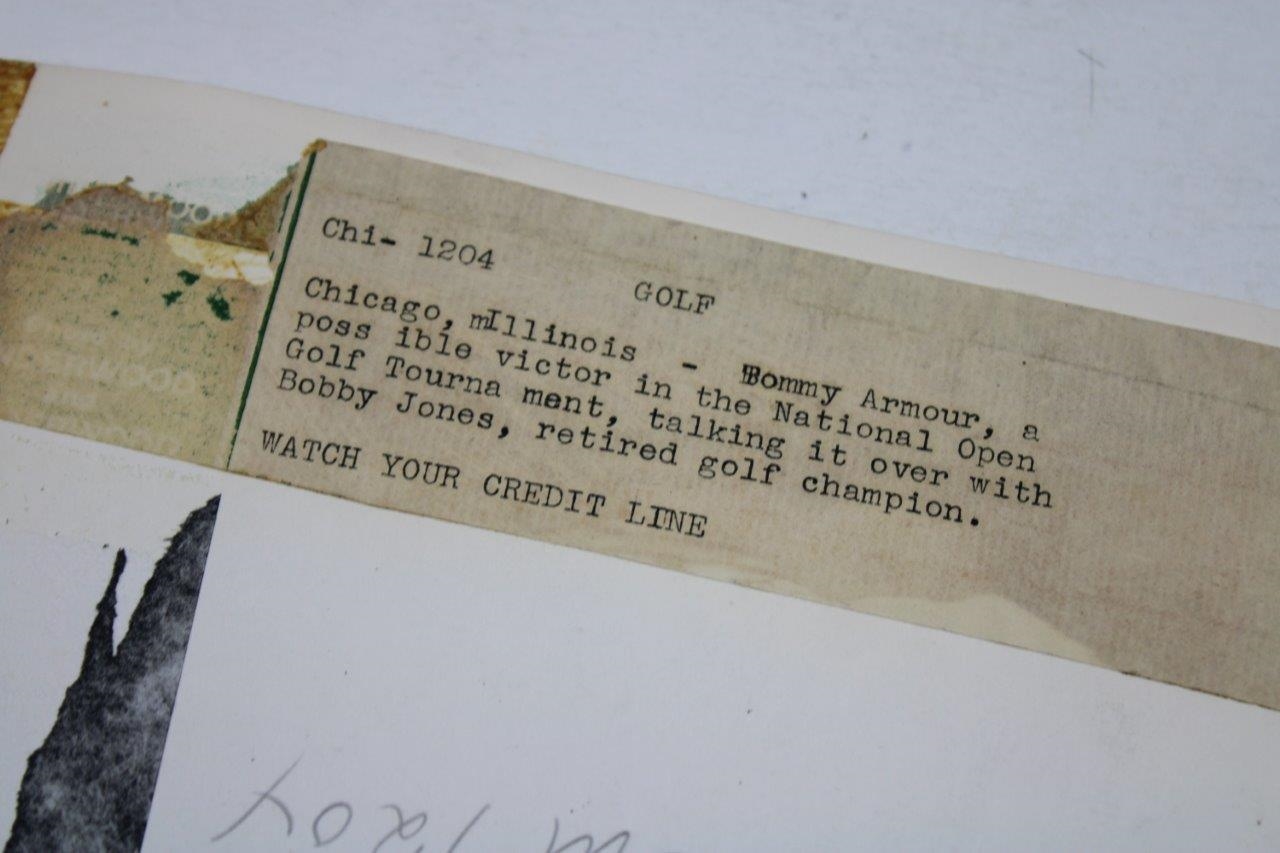 Chi- 1204
GOLF
Chicago, mIllinois - Bommy Armour, a
poss ible victor in the National Open
Golf Tourna ment, talking it over with
Bobby Jones, retired golf champion.
WATCH YOUR CREDIT LINE